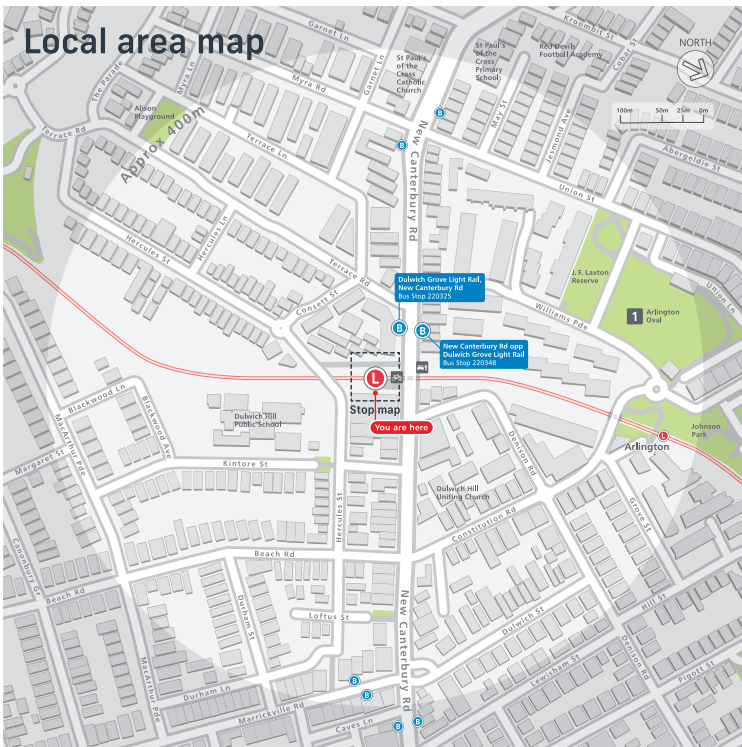 Local area map
NORTH
100m 50m 25m 0m
Approx 400m
Garnet Ln
Garnet Ln
Kroombit St
Cobar St
St Paul's
of the
Cross
Catholic
Church
St Paul's
of the
Cross
Primary
School
Red Devils
Football Academy
The Parade
Myra Ln
Myra Rd
Alison
Playground
Terrace Rd
Terrace Ln
May St
Jesmond Ave
Abergeldie St
Union St
Union Ln
B
B
New Canterbury Rd
Hercules St
Hercules Ln
Terrace Rd
Consett St
J. F. Laxton
Reserve
Williams Pde
1
Arlington
Oval
Dulwich Grove Light Rail,
New Canterbury Rd
Bus Stop 220325
B
B
New Canterbury Rd opp
Dulwich Grove Light Rail
Bus Stop 220348
L
Stop map
You are here
Blackwood Ln
Blackwood Ave
MacArthur Pde
Margaret St
Dulwich Hill
Public School
Kintore St
Denison Rd
Johnson
Park
L
Arlington
Dulwich Hill
Uniting Church
Constitution Rd
Grove St
Hercules St
Canonbury Gr
Beach Rd
Beach Rd
Durham St
Loftus St
New Canterbury Rd
Dulwich St
Hill St
Denison Rd
Lewisham St
Pigott St
MacArthur Pde
Durham Ln
Marrickville Rd
Caves Ln
B
B
B
B